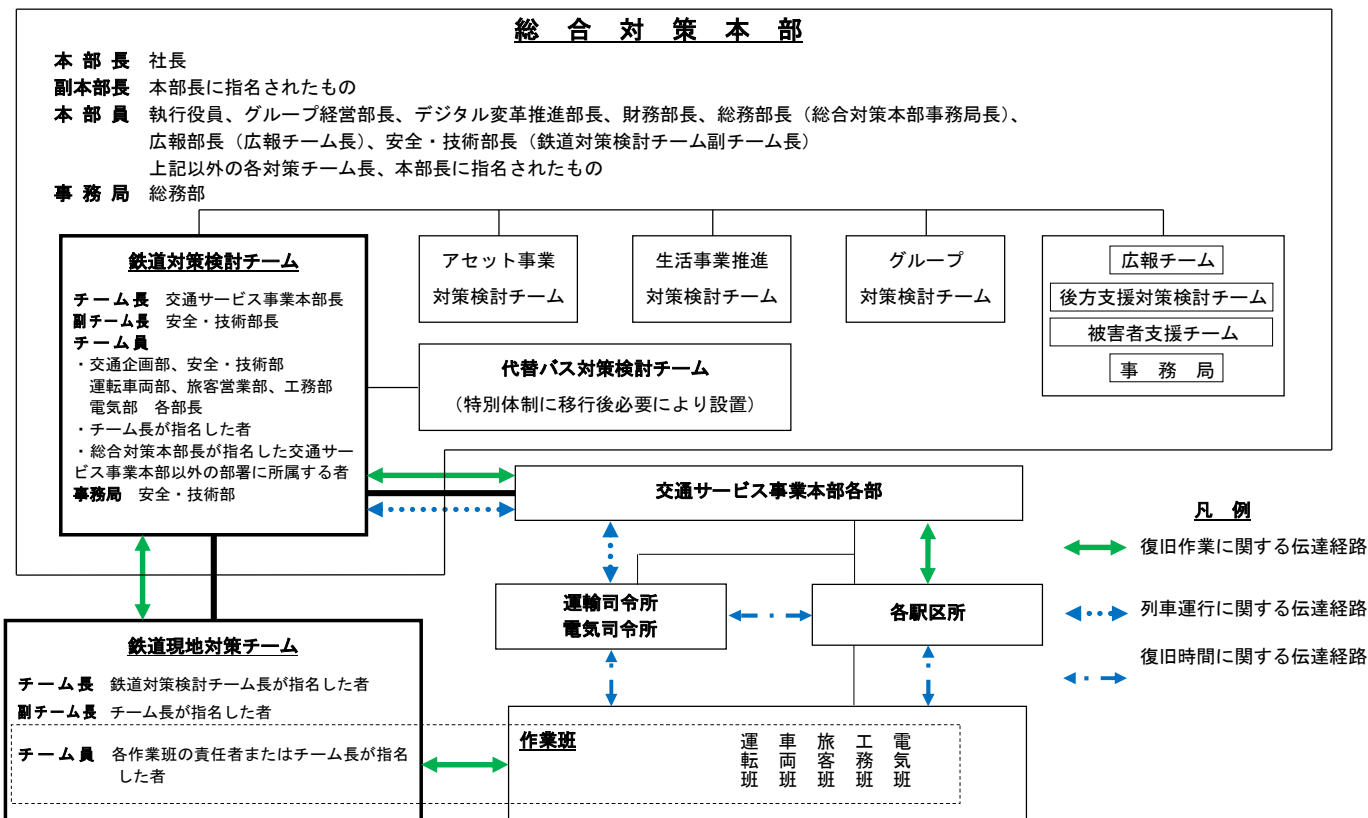 総合対策本部
本部長 社長
副本部長 本部長に指名されたもの
本部員 執行役員、グループ経営部長、デジタル変革推進部長、財務部長、総務部長（総合対策本部事務局長）、
広報部長（広報チーム長）、安全・技術部長（鉄道対策検討チーム副チーム長）
上記以外の各対策チーム長、本部長に指名されたもの
事務局 総務部
鉄道対策検討チーム
チーム長 交通サービス事業本部長
副チーム長 安全・技術部長
チーム員
・交通企画部、安全・技術部
運転車両部、旅客営業部、工務部
電気部 各部長
・チーム長が指名した者
・総合対策本部長が指名した交通サー
ビス事業本部以外の部署に所属する者
事務局 安全・技術部
アセット事業
対策検討チーム
生活事業推進
対策検討チーム
グループ
対策検討チーム
広報チーム
後方支援対策検討チーム
被害者支援チーム
事務局
代替バス対策検討チーム
（特別体制に移行後必要により設置）
交通サービス事業本部各部
運輸司令所
電気司令所
各駅区所
凡例
復旧作業に関する伝達経路
列車運行に関する伝達経路
復旧時間に関する伝達経路
鉄道現地対策チーム
チーム長 鉄道対策検討チーム長が指名した者
副チーム長 チーム長が指名した者
チーム員 各作業班の責任者またはチーム長が指名
した者
作業班
運転班
車両班
旅客班
工務班
電気班